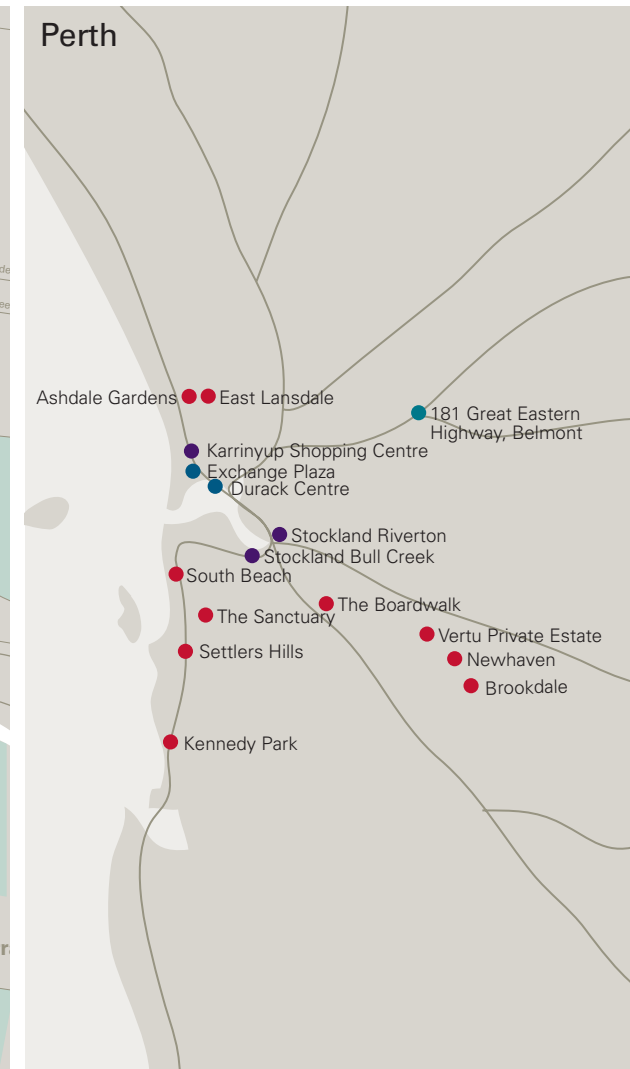 Perth
Ashdale Gardens
East Lansdale
181 Great Eastern
Highway, Belmont
Karrinyup Shopping Centre
Exchange Plaza
Durack Centre
Stockland Riverton
Stockland Bull Creek
South Beach
The Boardwalk
The Sanctuary
Vertu Private Estate
Settlers Hills
Newhaven
Brookdale
Kennedy Park